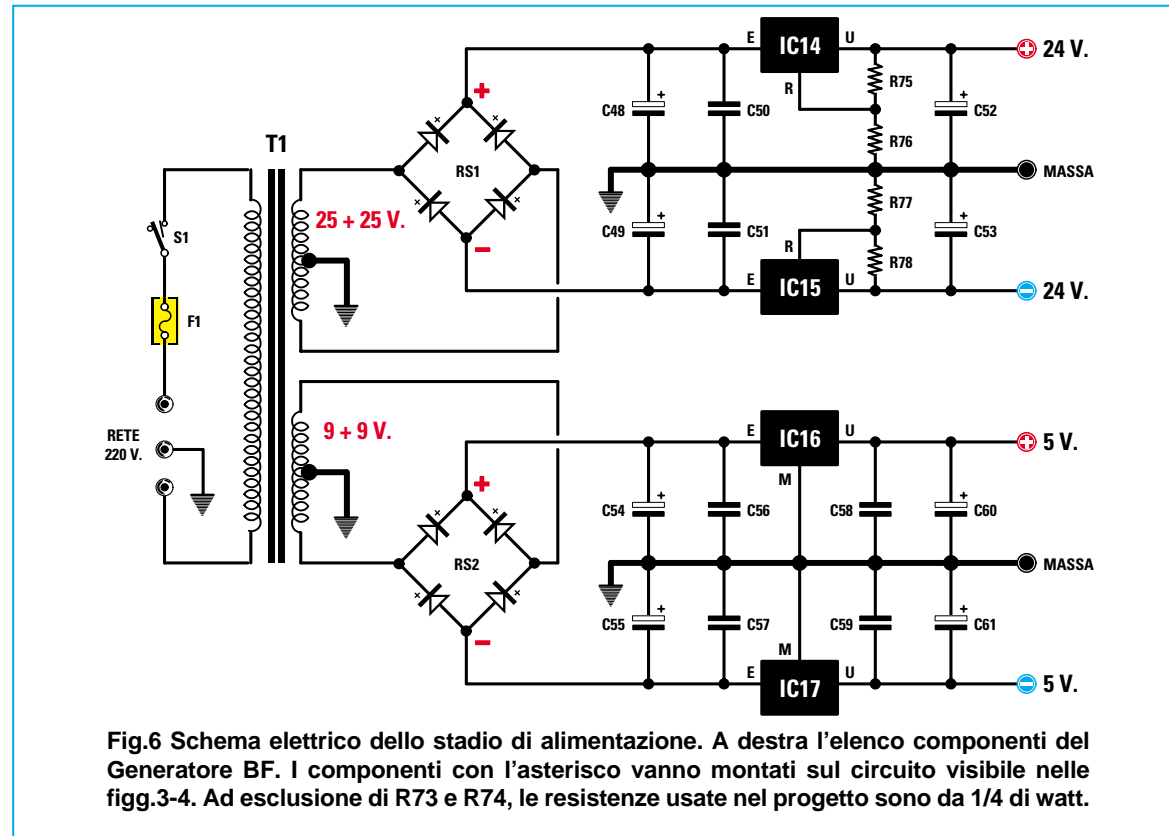 T1
S1
F1
RETE
220 V.
25 + 25 V.
9 + 9 V.
+
RS1
–
+
RS2
–
E
IC14
U
R
24 V.
R75
C48
+
C50
R76
C52
+
MASSA
R77
C49
+
C51
R
R78
C53
+
E
IC15
U
24 V.
E
IC16
U
5 V.
M
C54
+
C56
C58
C60
+
MASSA
C55
+
C57
C59
C61
+
M
E
IC17
U
5 V.
Fig.6 Schema elettrico dello stadio di alimentazione. A destra l'elenco componenti del
Generatore BF. I componenti con l'asterisco vanno montati sul circuito visibile nelle
figg.3-4. Ad esclusione di R73 e R74, le resistenze usate nel progetto sono da 1/4 di watt.